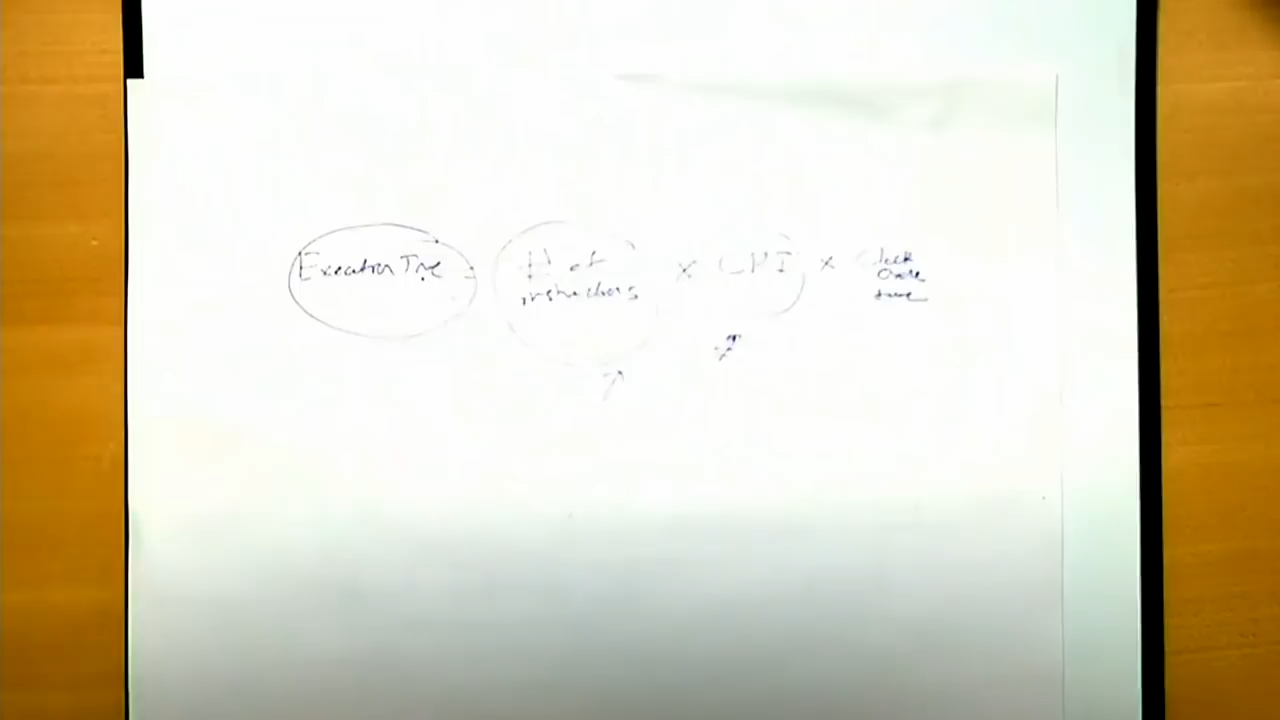 Execution Time = # of instructions × CPI × Clock Cycle time